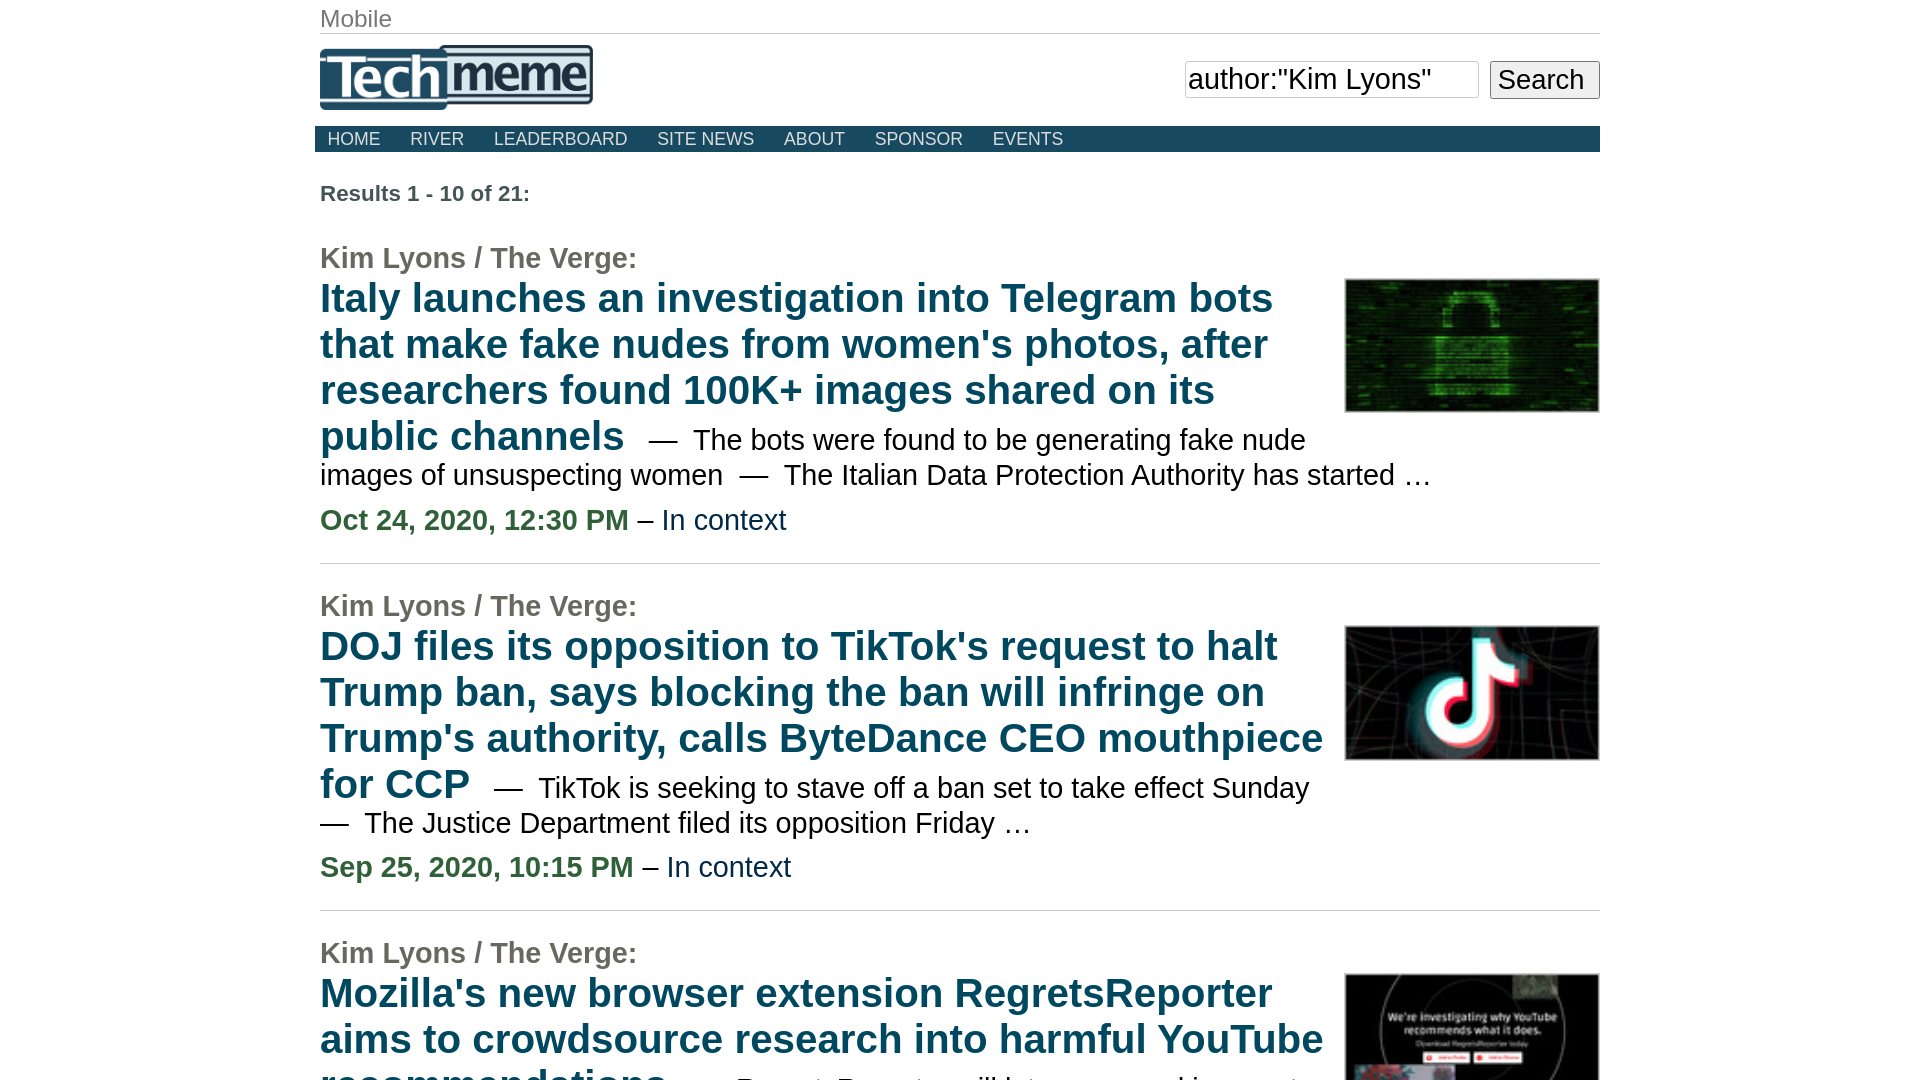 Mobile
Techmeme
author:"Kim Lyons"
Search
HOME RIVER LEADERBOARD SITE NEWS ABOUT SPONSOR EVENTS
Results 1 - 10 of 21:
Kim Lyons / The Verge:
Italy launches an investigation into Telegram bots
that make fake nudes from women's photos, after
researchers found 100K+ images shared on its
public channels — The bots were found to be generating fake nude
images of unsuspecting women — The Italian Data Protection Authority has started …
Oct 24, 2020, 12:30 PM – In context
Kim Lyons / The Verge:
DOJ files its opposition to TikTok's request to halt
Trump ban, says blocking the ban will infringe on
Trump's authority, calls ByteDance CEO mouthpiece
for CCP — TikTok is seeking to stave off a ban set to take effect Sunday
— The Justice Department filed its opposition Friday …
Sep 25, 2020, 10:15 PM – In context
Kim Lyons / The Verge:
Mozilla's new browser extension RegretsReporter
aims to crowdsource research into harmful YouTube
We're investigating why YouTube
recommends what it does.
Download RegretsReporter today